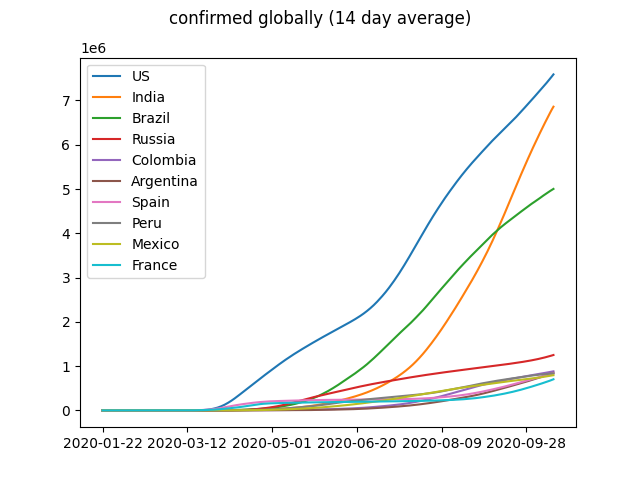 confirmed globally (14 day average)
1e6
US
India
Brazil
Russia
Colombia
Argentina
Spain
Peru
Mexico
France
7
6
5
4
3
2
1
0
2020-01-22 2020-03-12 2020-05-01 2020-06-20 2020-08-09 2020-09-28